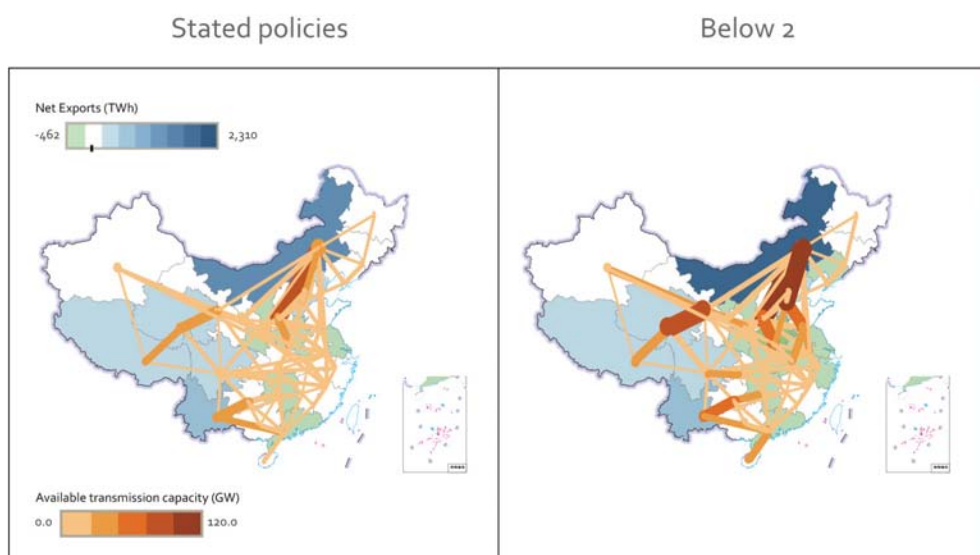 Stated policies
Below 2
Net Exports (TWh)
-462
2,310
Available transmission capacity (GW)
0.0
120.0